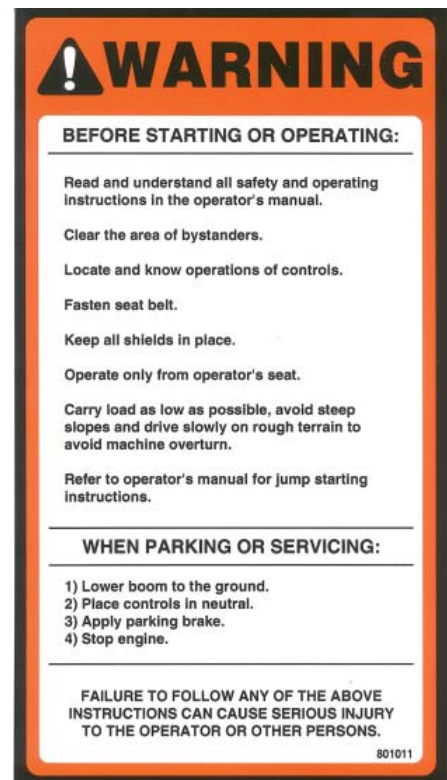 WARNING
BEFORE STARTING OR OPERATING:
Read and understand all safety and operating
instructions in the operator's manual.
Clear the area of bystanders.
Locate and know operations of controls.
Fasten seat belt.
Keep all shields in place.
Operate only from operator's seat.
Carry load as low as possible, avoid steep
slopes and drive slowly on rough terrain to
avoid machine overturn.
Refer to operator's manual for jump starting
instructions.
WHEN PARKING OR SERVICING:
1) Lower boom to the ground.
2) Place controls in neutral.
3) Apply parking brake.
4) Stop engine.
FAILURE TO FOLLOW ANY OF THE ABOVE
INSTRUCTIONS CAN CAUSE SERIOUS INJURY
TO THE OPERATOR OR OTHER PERSONS.
801011